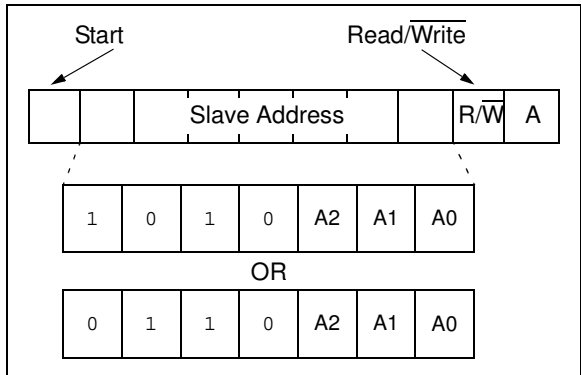 Start Read/Write
Slave Address R/W A
1 0 1 0 A2 A1 A0
OR
0 1 1 0 A2 A1 A0